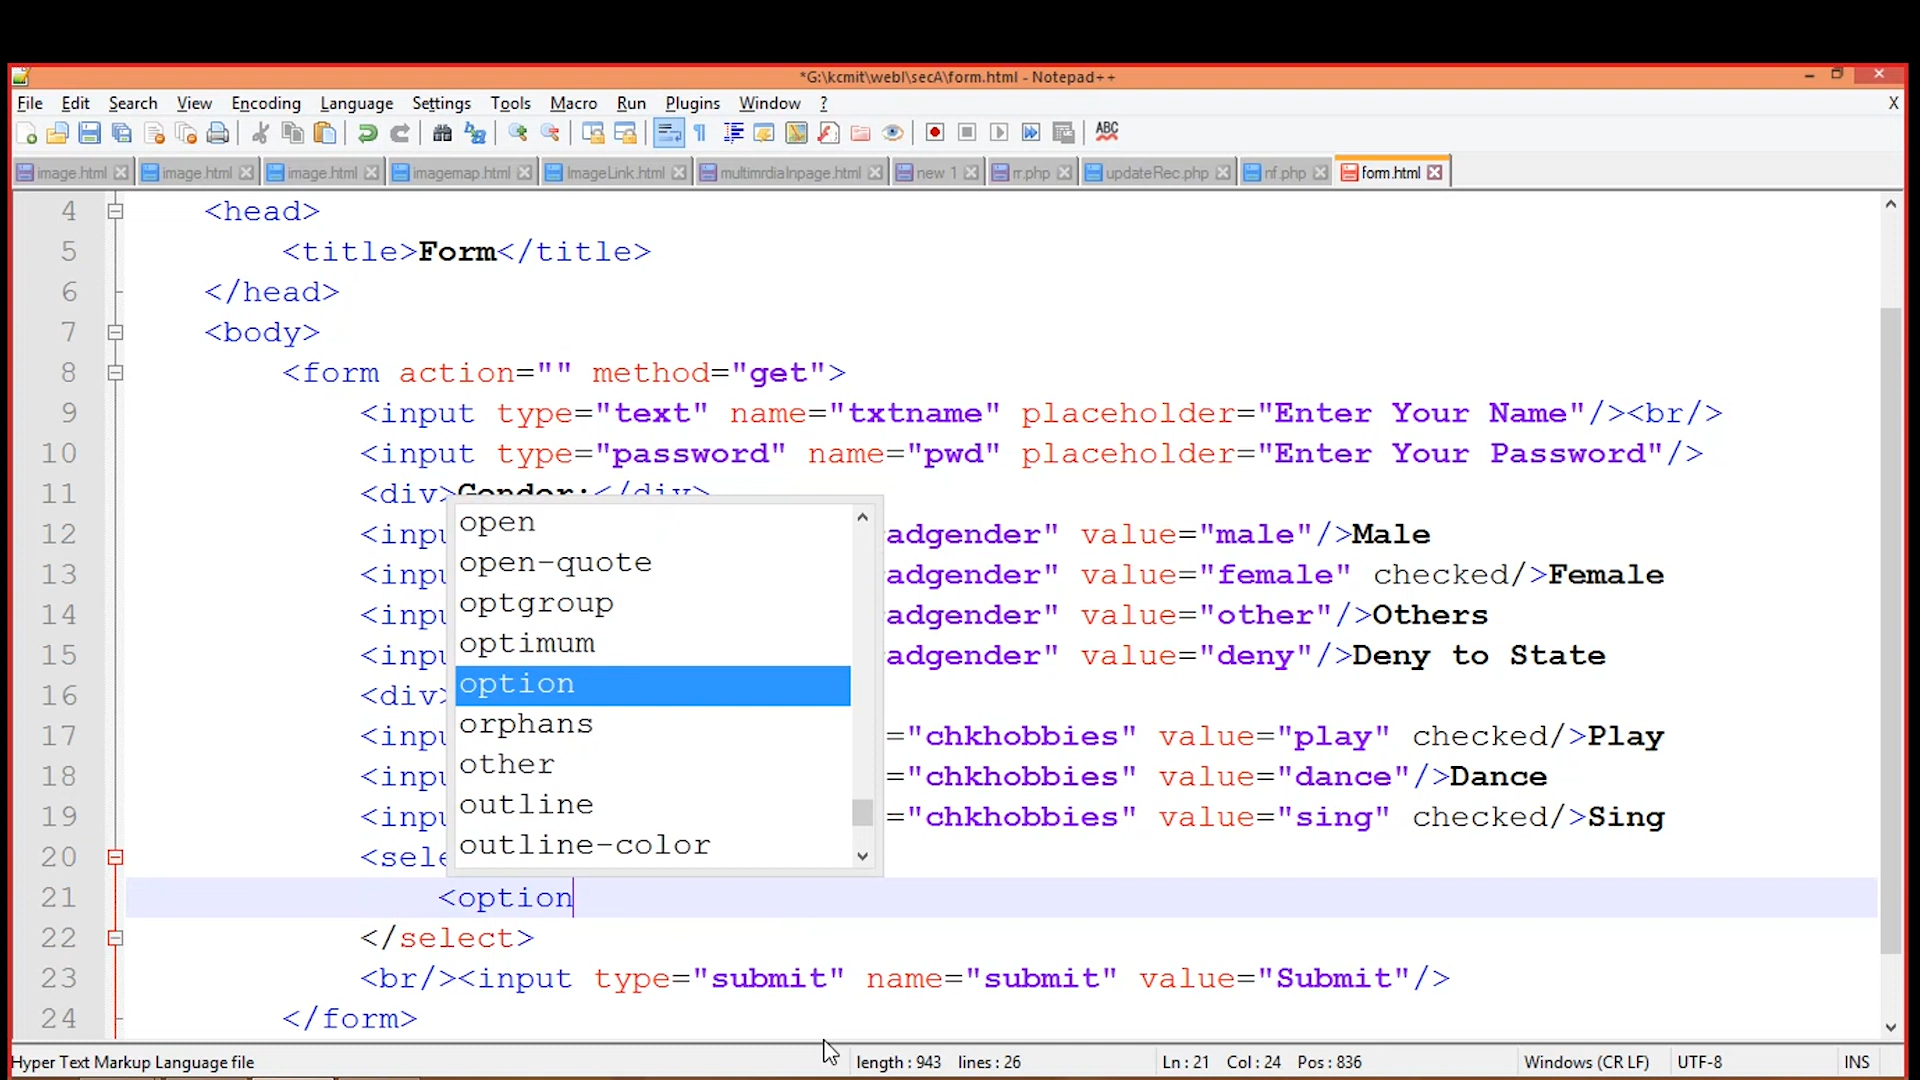 *G:\kcmit\webI\secA\form.html - Notepad++
File Edit Search View Encoding Language Settings Tools Macro Run Plugins Window ? X
ABC
image.html image.html image.html imagemap.html ImageLink.html multimrdiaInpage.html new 1 rr.php updateRec.php nf.php form.html
4 <head>
5 <title>Form</title>
6 </head>
7 <body>
8 <form action="" method="get">
9 <input type="text" name="txtname" placeholder="Enter Your Name"/><br/>
10 <input type="password" name="pwd" placeholder="Enter Your Password"/>
11 <div>Gender:</div>
12 <inpu adgender" value="male"/>Male
13 <inpu adgender" value="female" checked/>Female
14 <inpu adgender" value="other"/>Others
15 <inpu adgender" value="deny"/>Deny to State
16 <div>
17 <inpu ="chkhobbies" value="play" checked/>Play
18 <inpu ="chkhobbies" value="dance"/>Dance
19 <inpu ="chkhobbies" value="sing" checked/>Sing
20 <sele
21 <option
22 </select>
23 <br/><input type="submit" name="submit" value="Submit"/>
24 </form>
open
open-quote
optgroup
optimum
option
orphans
other
outline
outline-color
Hyper Text Markup Language file length : 943 lines : 26 Ln : 21 Col : 24 Pos : 836 Windows (CR LF) UTF-8 INS